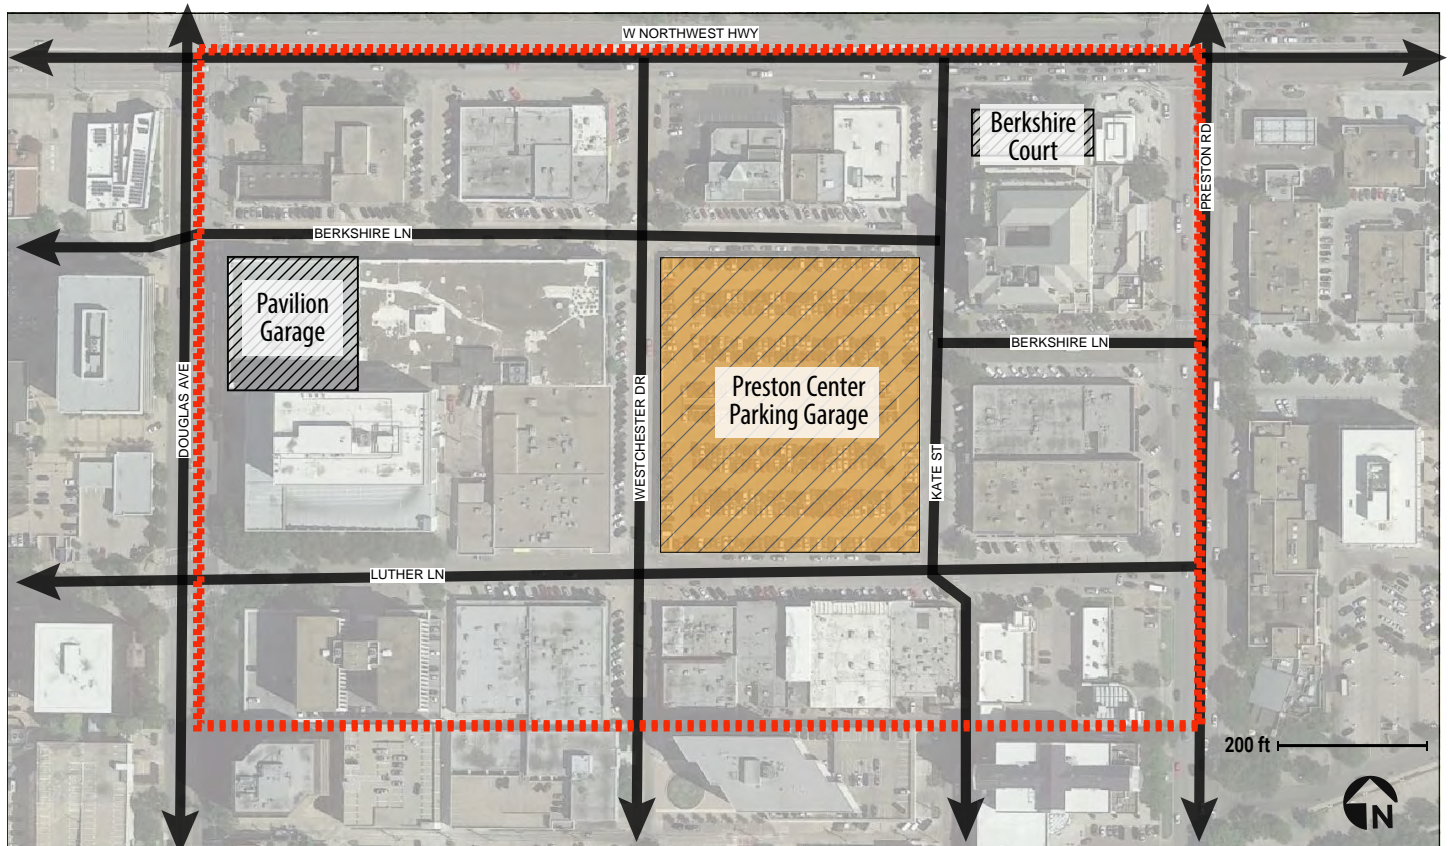 W NORTHWEST HWY
Berkshire
Court
PRESTON RD
BERKSHIRE LN
Pavilion
Garage
BERKSHIRE LN
DOUGLAS AVE
WESTCHESTER DR
Preston Center
Parking Garage
KATE ST
LUTHER LN
200 ft
N